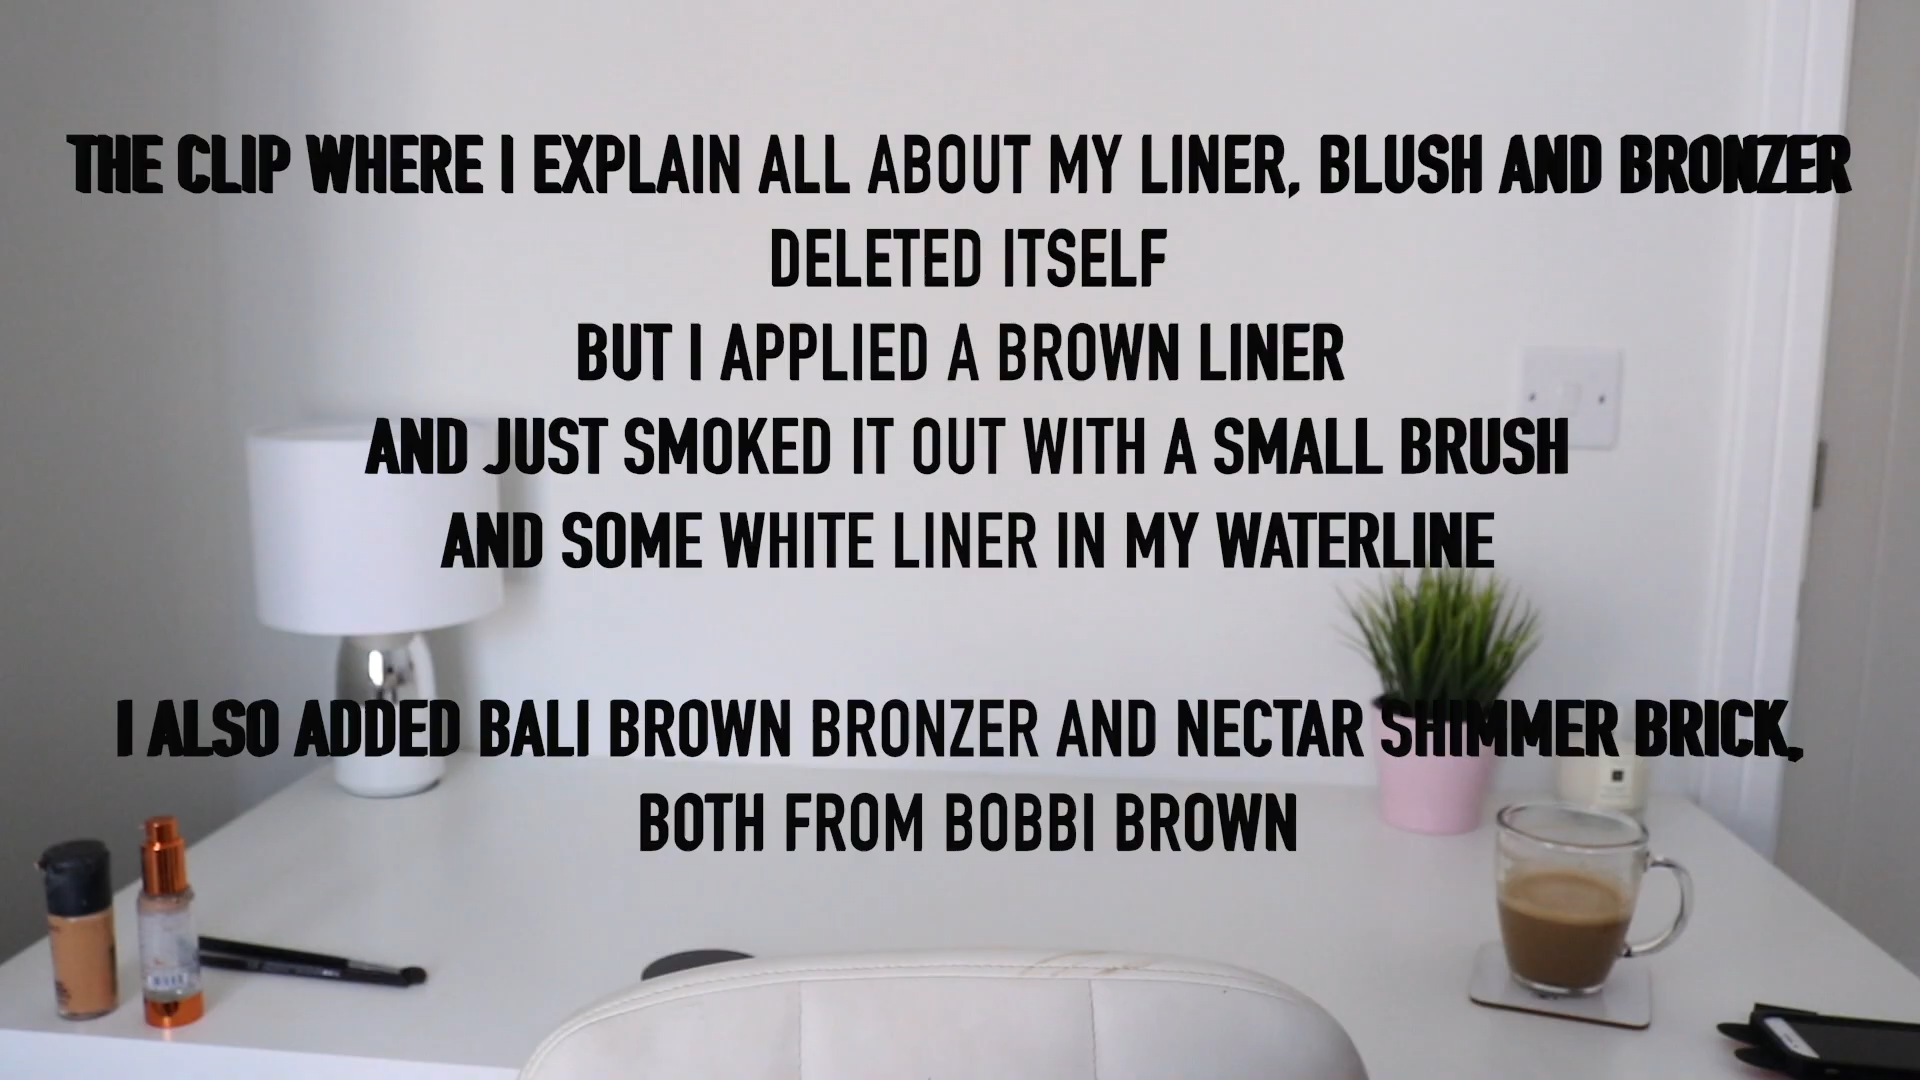 THE CLIP WHERE I EXPLAIN ALL ABOUT MY LINER, BLUSH AND BRONZER
DELETED ITSELF
BUT I APPLIED A BROWN LINER
AND JUST SMOKED IT OUT WITH A SMALL BRUSH
AND SOME WHITE LINER IN MY WATERLINE
I ALSO ADDED BALI BROWN BRONZER AND NECTAR SHIMMER BRICK,
BOTH FROM BOBBI BROWN